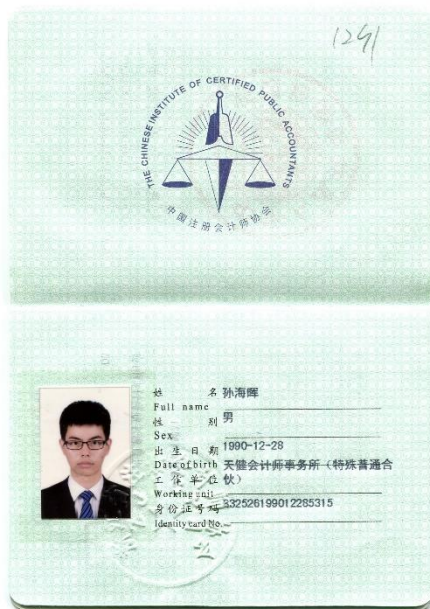 1291
THE CHINESE INSTITUTE OF CERTIFIED PUBLIC ACCOUNTANTS
中国注册会计师协会
姓 名 孙海晖
Full name
性 别 男
Sex
出生日期 1990-12-28
Date of birth
工作单位 天健会计师事务所（特殊普通合
Working unit 伙）
身份证号码 332526199012285315
Identity card No.